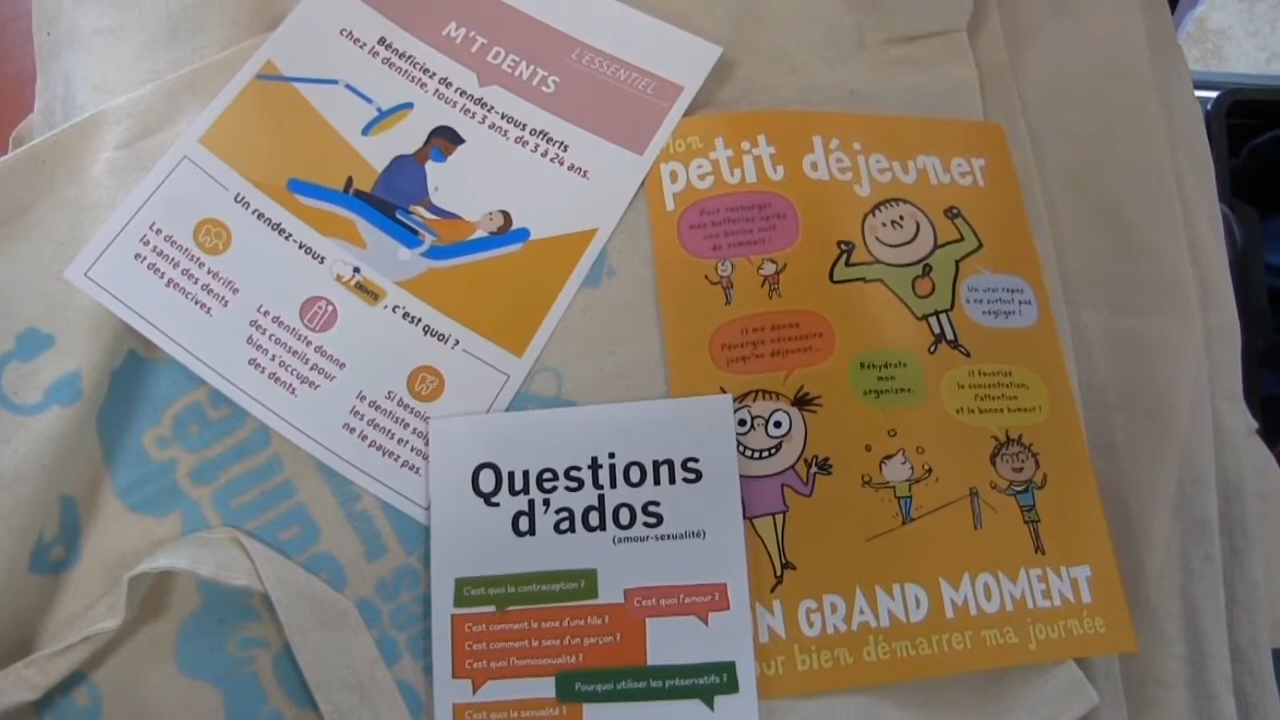 L'ESSENTIEL
M'T DENTS
Bénéficiez de rendez-vous offerts
chez le dentiste, tous les 3 ans, de 3 à 24 ans.
Un rendez-vous
DENTS
, c'est quoi ?
Le dentiste vérifie
la santé des dents
et des gencives.
Le dentiste donne
des conseils pour
bien s'occuper
des dents.
Si besoin
le dentiste
les dents et
ne le payez pas.
Mon
petit déjeuner
Pour recharger
mes batteries après
une bonne nuit
de sommeil !
Un vrai repas
à ne surtout pas
négliger !
Il me donne
l'énergie nécessaire
jusqu'au déjeuner...
Réhydrate
mon
organisme.
Il favorise
la concentration,
l'attention
et la bonne humeur !
N GRAND MOMENT
our bien démarrer ma journée
Questions
d'ados
(amour-sexualité)
C'est quoi la contraception ?
C'est quoi l'amour ?
C'est comment le sexe d'une fille ?
C'est comment le sexe d'un garçon ?
C'est quoi l'homosexualité ?
Pourquoi utiliser les préservatifs ?
C'est quoi la sexualité ?